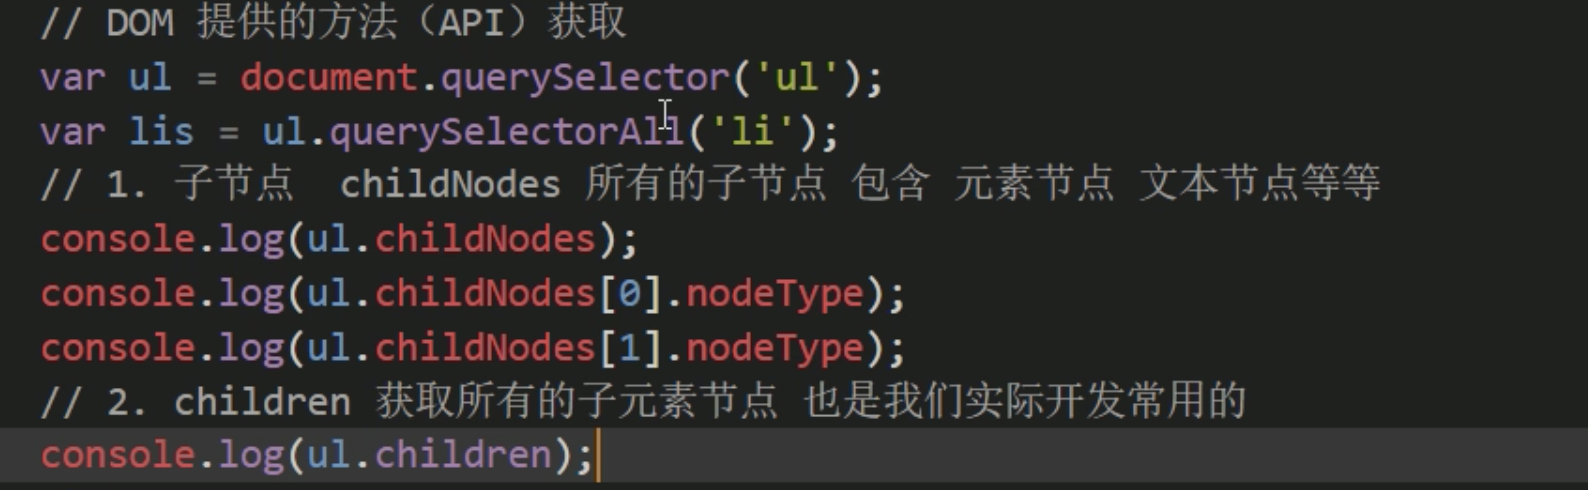 // DOM 提供的方法（API）获取
var ul = document.querySelector('ul');
var lis = ul.querySelectorAll('li');
// 1. 子节点  childNodes 所有的子节点 包含 元素节点 文本节点等等
console.log(ul.childNodes);
console.log(ul.childNodes[0].nodeType);
console.log(ul.childNodes[1].nodeType);
// 2. children 获取所有的子元素节点 也是我们实际开发常用的
console.log(ul.children);